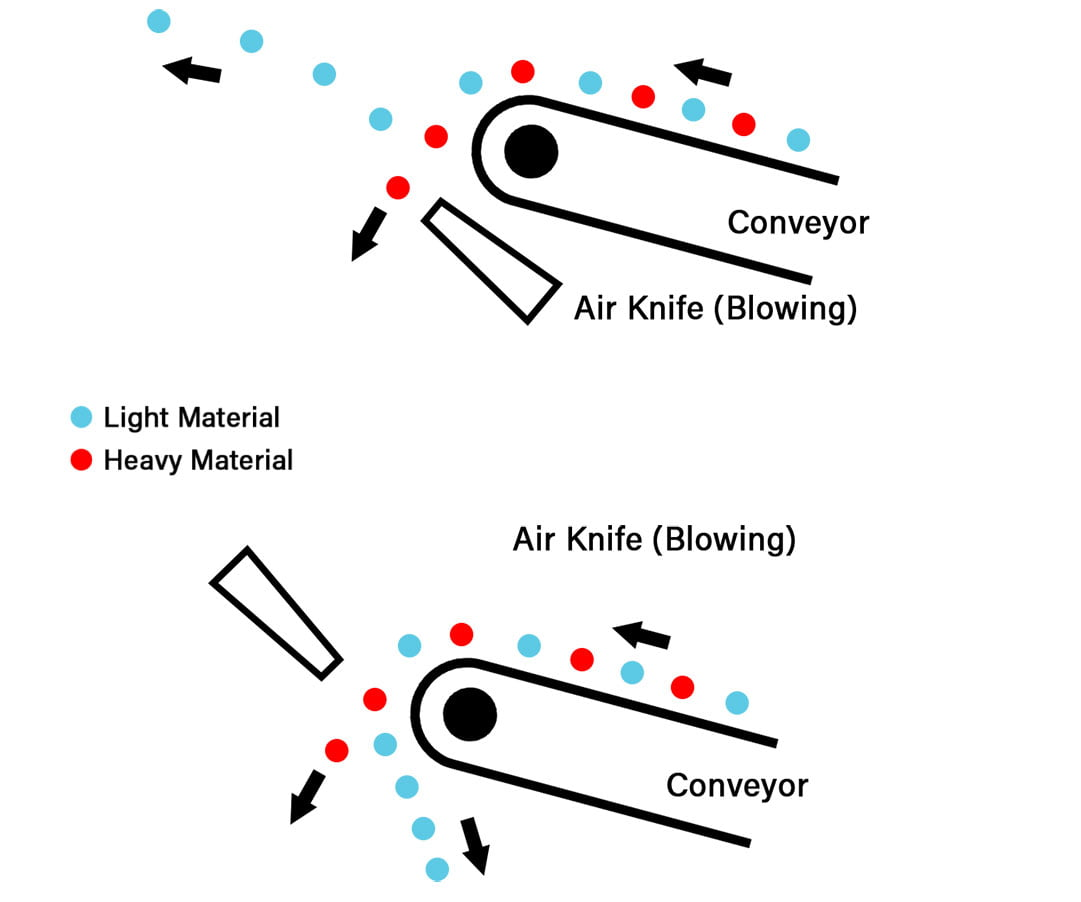 Conveyor
Air Knife (Blowing)
Light Material
Heavy Material
Air Knife (Blowing)
Conveyor